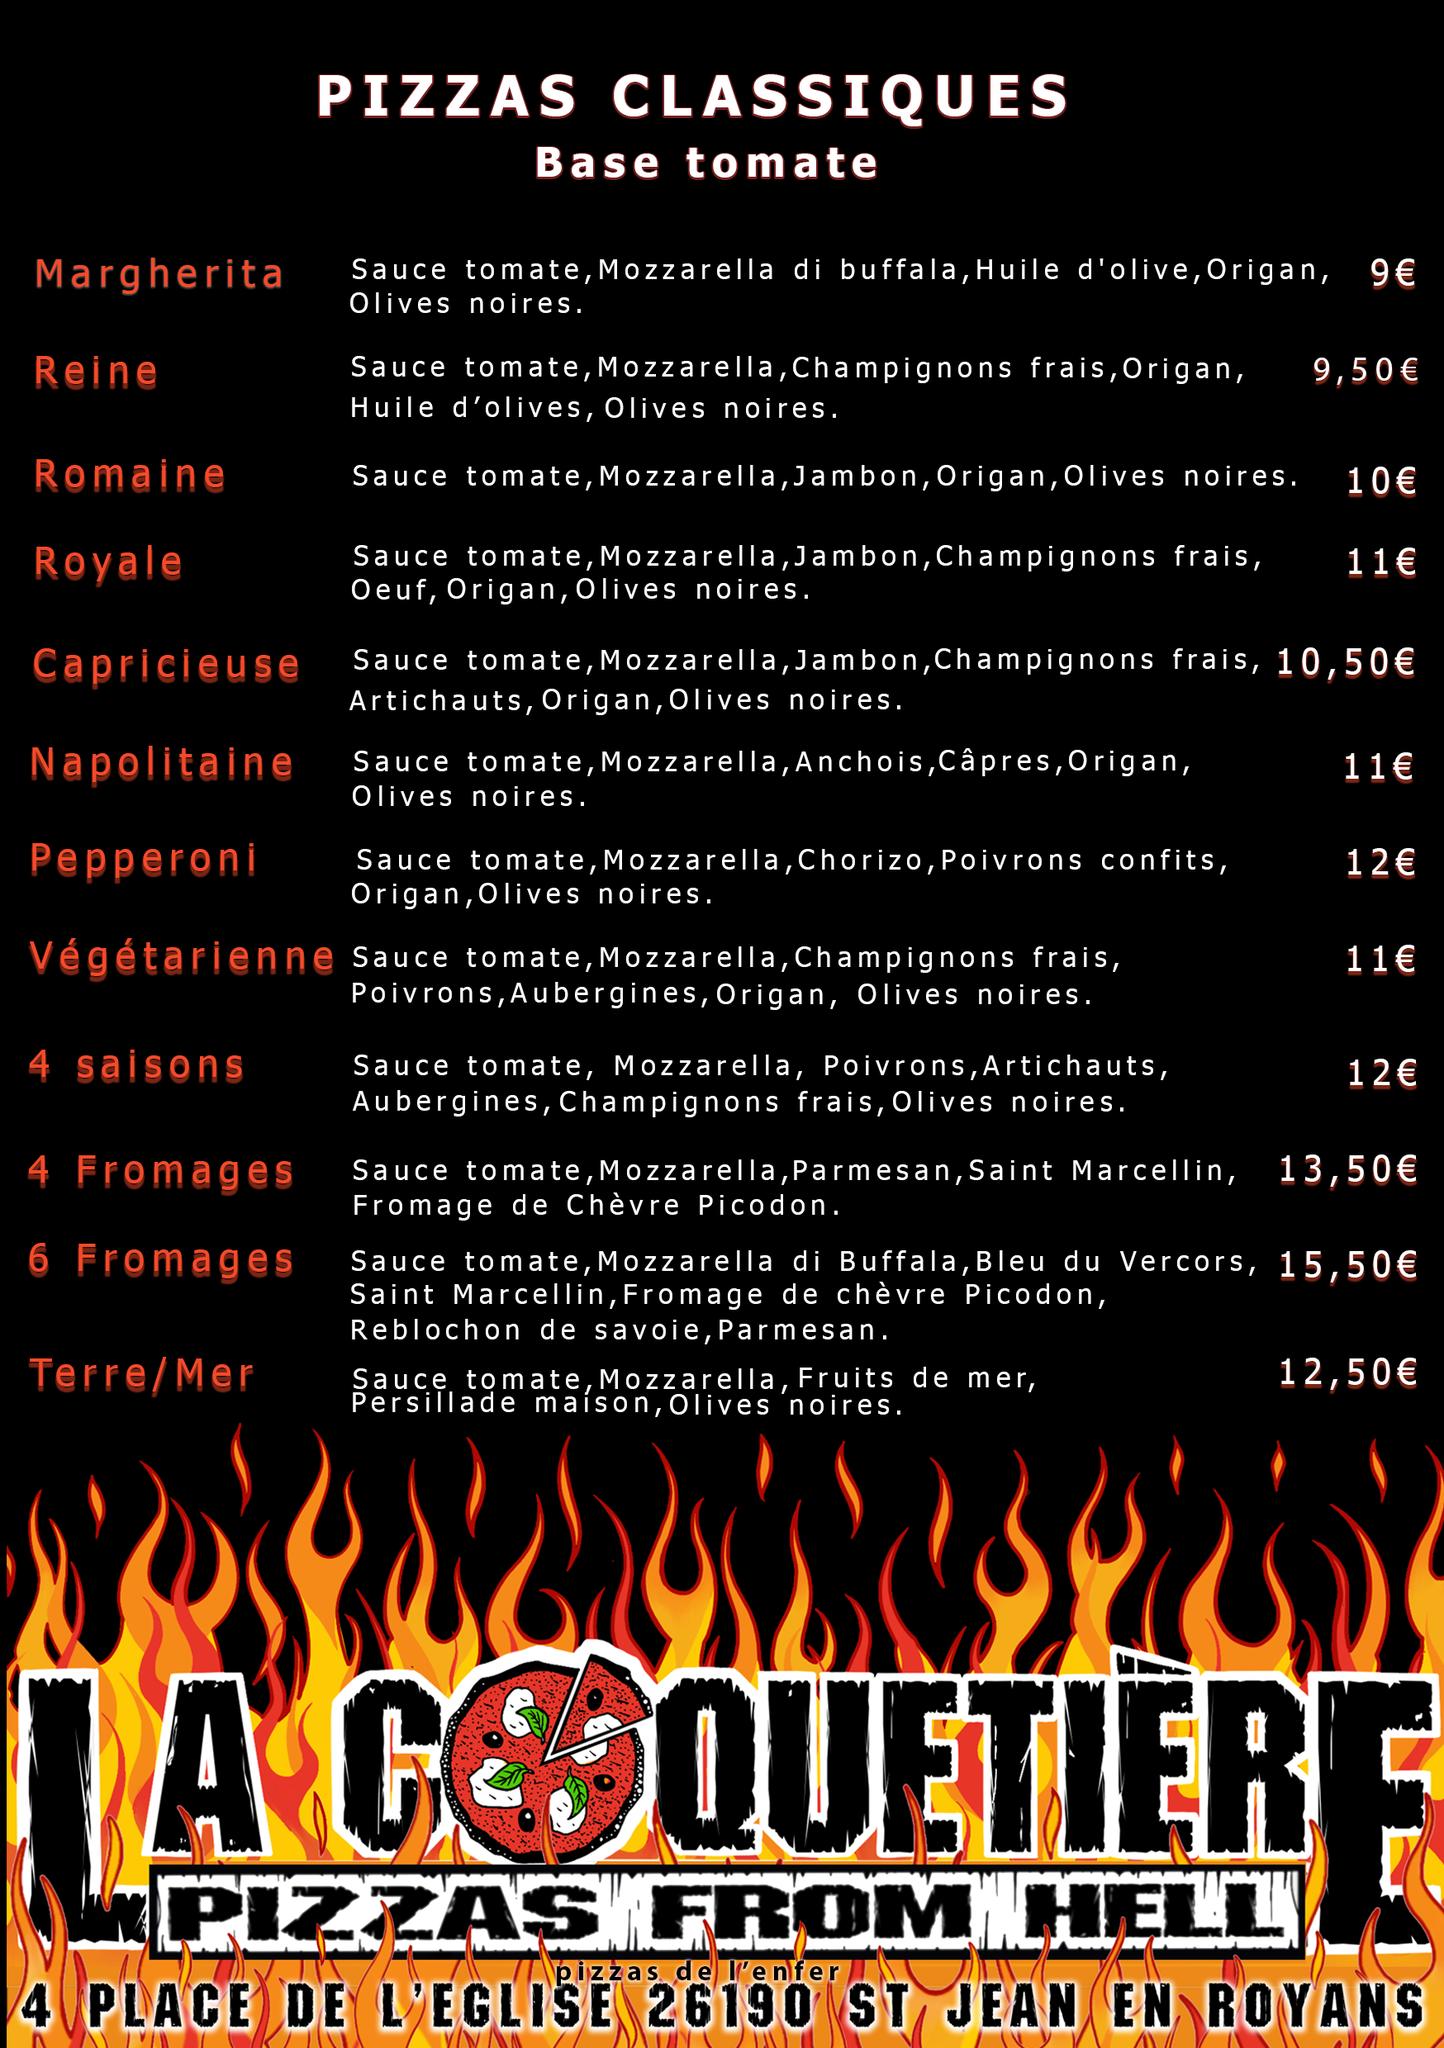 PIZZAS CLASSIQUES
Base tomate
Margherita Sauce tomate,Mozzarella di buffala,Huile d'olive,Origan, 9€
Olives noires.
Reine Sauce tomate,Mozzarella,Champignons frais,Origan, 9,50€
Huile d’olives, Olives noires.
Romaine Sauce tomate,Mozzarella,Jambon,Origan,Olives noires. 10€
Royale Sauce tomate,Mozzarella,Jambon,Champignons frais, 11€
Oeuf, Origan,Olives noires.
Capricieuse Sauce tomate,Mozzarella,Jambon,Champignons frais, 10,50€
Artichauts, Origan,Olives noires.
Napolitaine Sauce tomate,Mozzarella,Anchois,Câpres,Origan, 11€
Olives noires.
Pepperoni Sauce tomate,Mozzarella,Chorizo,Poivrons confits, 12€
Origan,Olives noires.
Végétarienne Sauce tomate,Mozzarella,Champignons frais, 11€
Poivrons,Aubergines,Origan, Olives noires.
4 saisons Sauce tomate, Mozzarella, Poivrons,Artichauts, 12€
Aubergines,Champignons frais,Olives noires.
4 Fromages Sauce tomate,Mozzarella,Parmesan,Saint Marcellin, 13,50€
Fromage de Chèvre Picodon.
6 Fromages Sauce tomate,Mozzarella di Buffala,Bleu du Vercors, 15,50€
Saint Marcellin,Fromage de chèvre Picodon,
Reblochon de savoie,Parmesan.
Terre/Mer Sauce tomate,Mozzarella,Fruits de mer, 12,50€
Persillade maison,Olives noires.
LA COQUETIÈRE
PIZZAS FROM HELL
pizzas de l’enfer
4 PLACE DE L’EGLISE 26190 ST JEAN EN ROYANS